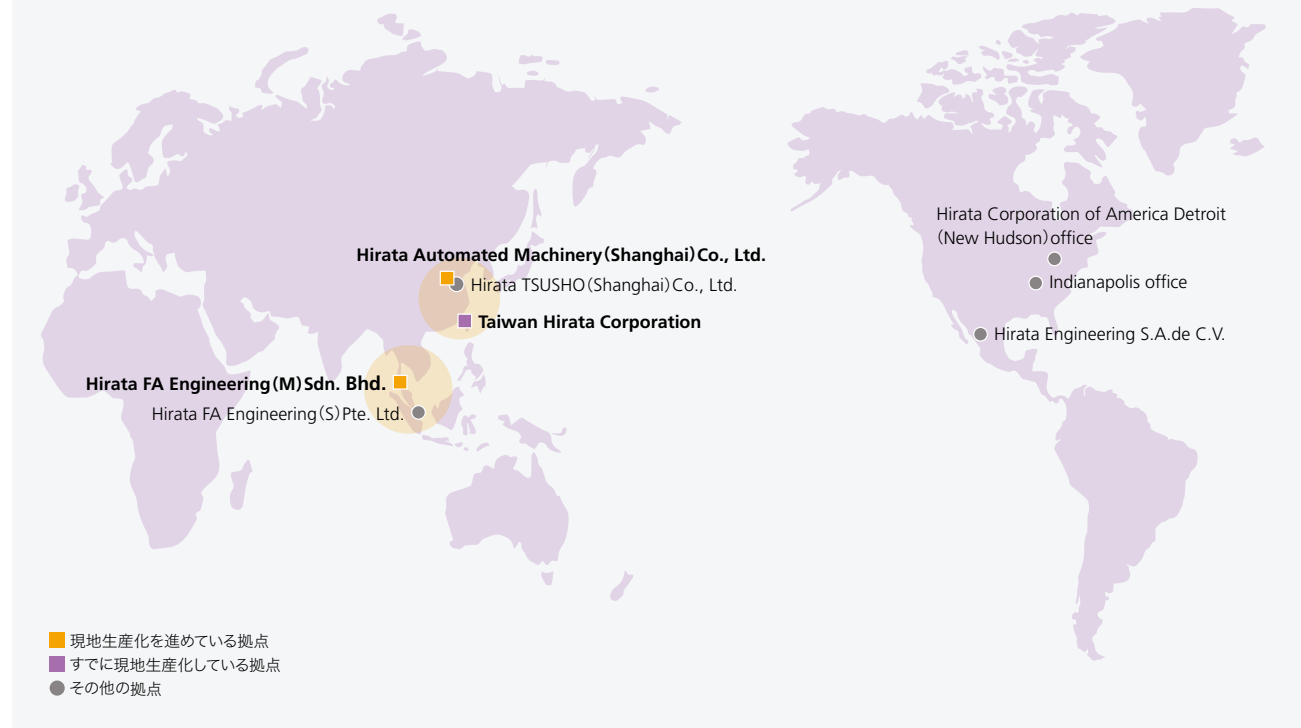 Hirata Corporation of America Detroit
（New Hudson）office
Indianapolis office
Hirata Engineering S.A.de C.V.
Hirata Automated Machinery（Shanghai）Co., Ltd.
Hirata TSUSHO（Shanghai）Co., Ltd.
Taiwan Hirata Corporation
Hirata FA Engineering（M）Sdn. Bhd.
Hirata FA Engineering（S）Pte. Ltd.
現地生産化を進めている拠点
すでに現地生産化している拠点
その他の拠点